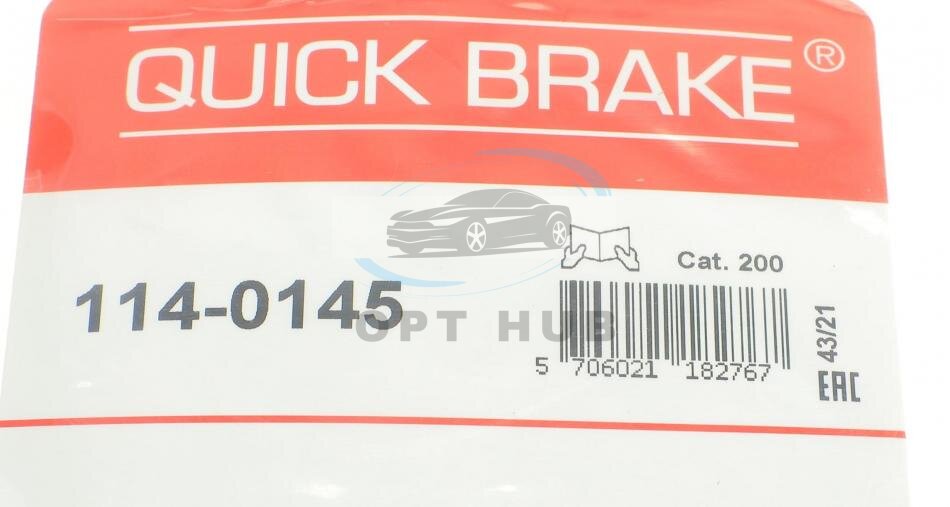 QUICK BRAKE®
114-0145
Cat. 200
OPT HUB
5 706021 182767
43/21
EAC